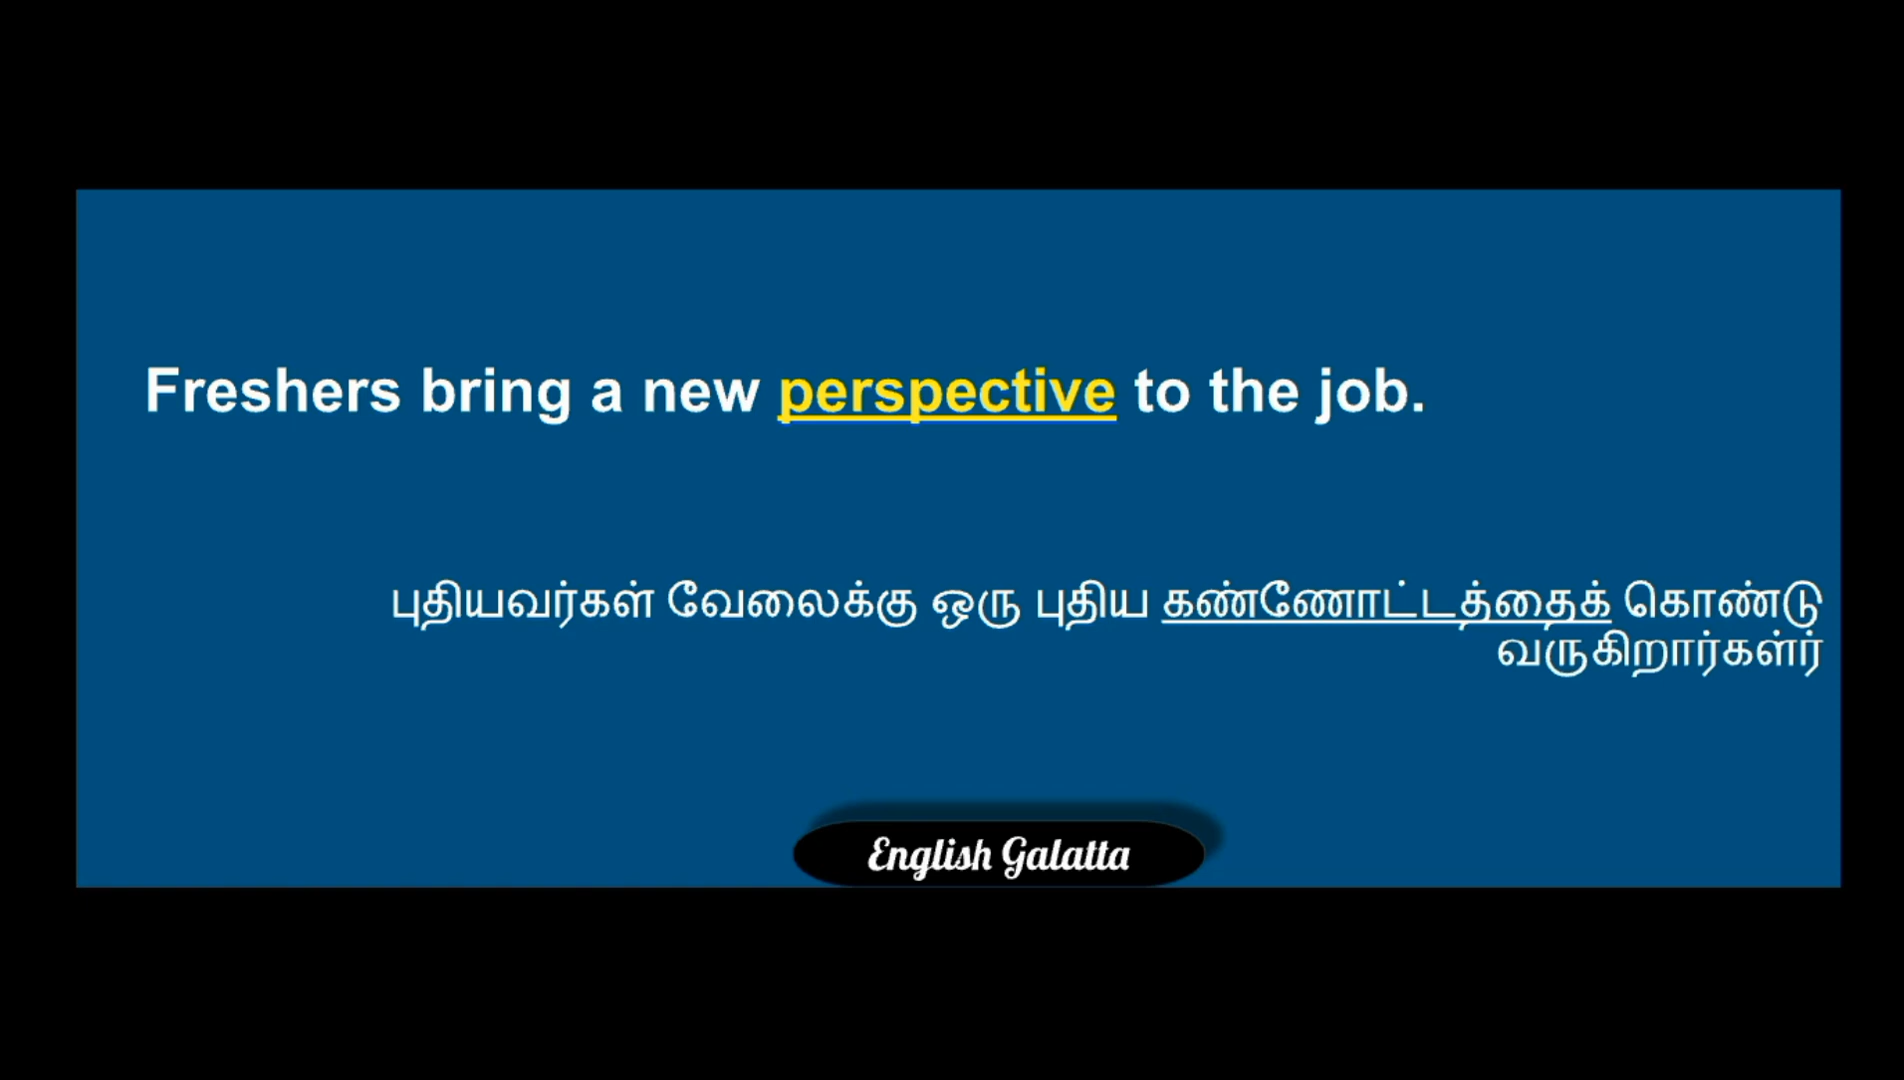 Freshers bring a new perspective to the job.
புதியவர்கள் வேலைக்கு ஒரு புதிய கண்ணோட்டத்தைக் கொண்டு
வருகிறார்கள்ர்
English Galatta